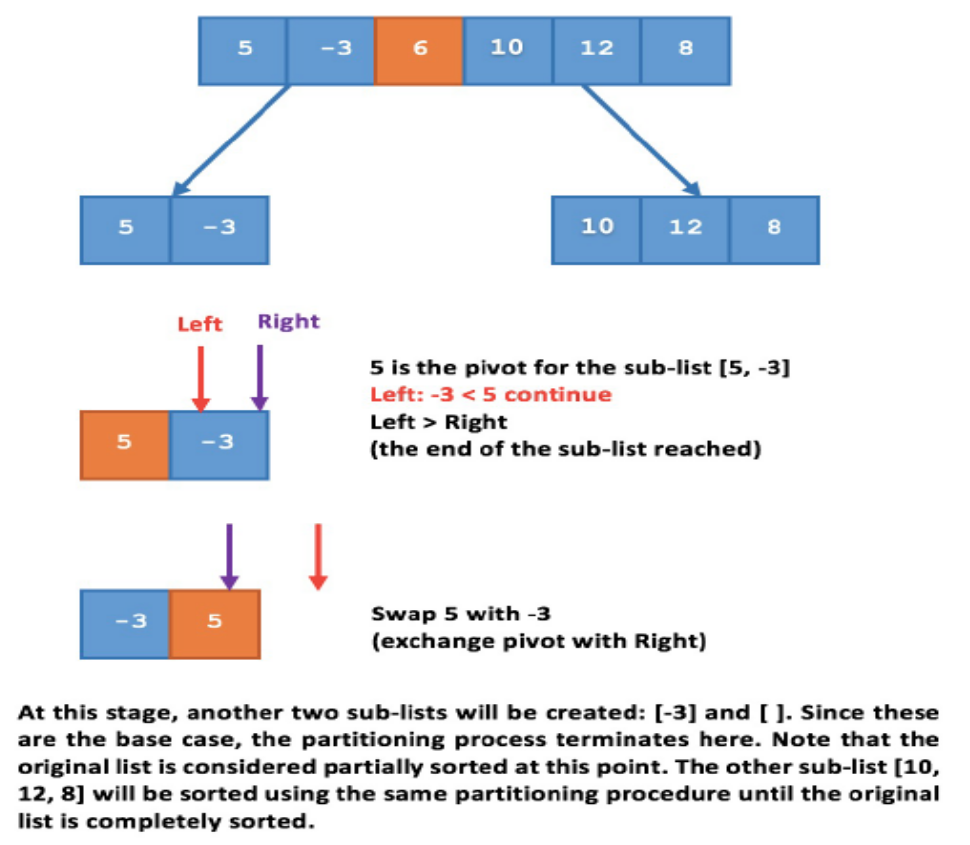 5 -3 6 10 12 8
5 -3 10 12 8
Left Right
5 is the pivot for the sub-list [5, -3]
Left: -3 < 5 continue
Left > Right
(the end of the sub-list reached)
5 -3
Swap 5 with -3
(exchange pivot with Right)
-3 5
At this stage, another two sub-lists will be created: [-3] and [ ]. Since these
are the base case, the partitioning process terminates here. Note that the
original list is considered partially sorted at this point. The other sub-list [10,
12, 8] will be sorted using the same partitioning procedure until the original
list is completely sorted.